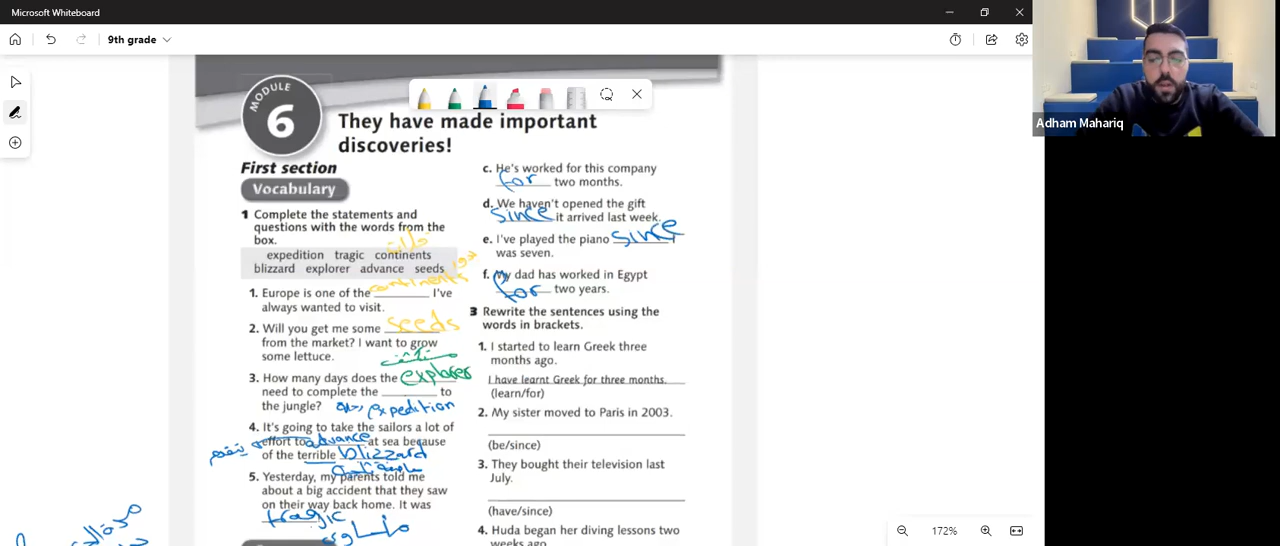 Microsoft Whiteboard
9th grade
Adham Mahariq
MODULE
6
They have made important
discoveries!
First section
Vocabulary
1 Complete the statements and
questions with the words from the
box.
expedition tragic continents
blizzard explorer advance seeds
1. Europe is one of the continents I've
always wanted to visit.
2. Will you get me some seeds
from the market? I want to grow
some lettuce.
3. How many days does the explorer
need to complete the ______ to
the jungle? expedition
4. It's going to take the sailors a lot of
effort to advance at sea because
of the terrible blizzard
يتقدم
5. Yesterday, my parents told me
about a big accident that they saw
on their way back home. It was
tragic
c. He's worked for this company
for two months.
d. We haven't opened the gift
since it arrived last week.
e. I've played the piano since I
was seven.
f. My dad has worked in Egypt
for two years.
3 Rewrite the sentences using the
words in brackets.
1. I started to learn Greek three
months ago.
I have learnt Greek for three months.
(learn/for)
2. My sister moved to Paris in 2003.
(be/since)
3. They bought their television last
July.
(have/since)
4. Huda began her diving lessons two
weeks ago.
172%